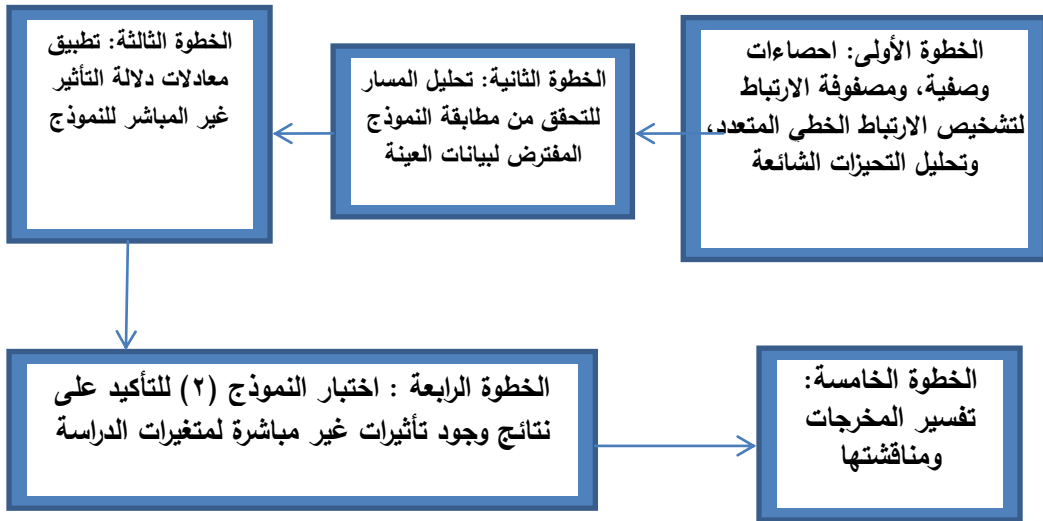 الخطوة الأولى: احصاءات
وصفية، ومصفوفة الارتباط
لتشخيص الارتباط الخطي المتعدد،
وتحليل التحيزات الشائعة
الخطوة الثانية: تحليل المسار
للتحقق من مطابقة النموذج
المفترض لبيانات العينة
الخطوة الثالثة: تطبيق
معادلات دلالة التأثير
غير المباشر للنموذج
الخطوة الرابعة : اختبار النموذج (٢) للتأكيد على
نتائج وجود تأثيرات غير مباشرة لمتغيرات الدراسة
الخطوة الخامسة:
تفسير المخرجات
ومناقشتها